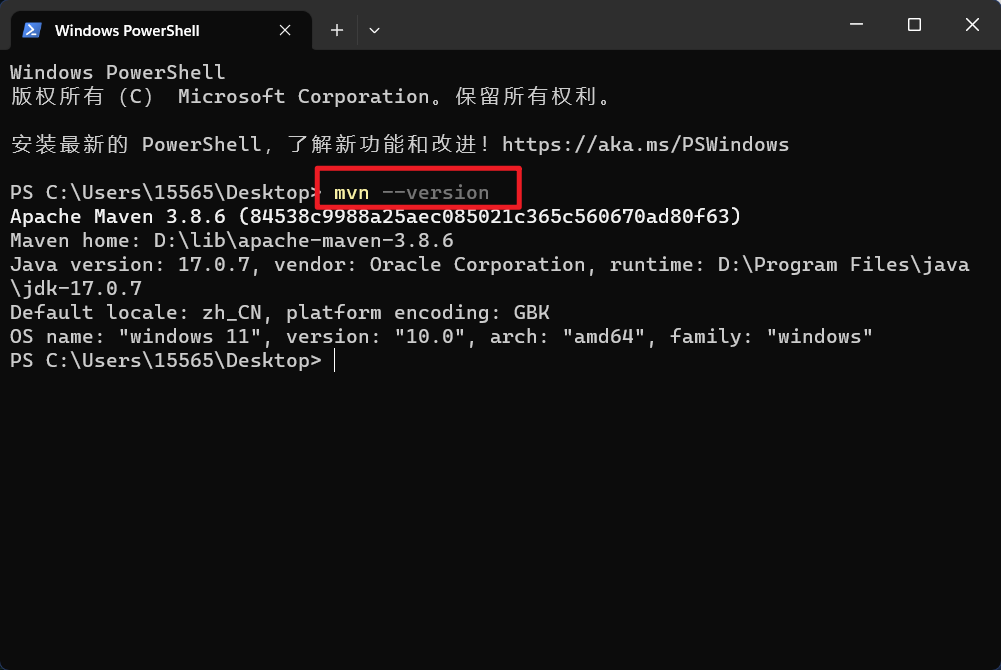 Windows PowerShell
Windows PowerShell
版权所有 (C) Microsoft Corporation。保留所有权利。
安装最新的 PowerShell，了解新功能和改进！https://aka.ms/PSWindows
PS C:\Users\15565\Desktop> mvn --version
Apache Maven 3.8.6 (84538c9988a25aec085021c365c560670ad80f63)
Maven home: D:\lib\apache-maven-3.8.6
Java version: 17.0.7, vendor: Oracle Corporation, runtime: D:\Program Files\java
\jdk-17.0.7
Default locale: zh_CN, platform encoding: GBK
OS name: "windows 11", version: "10.0", arch: "amd64", family: "windows"
PS C:\Users\15565\Desktop>